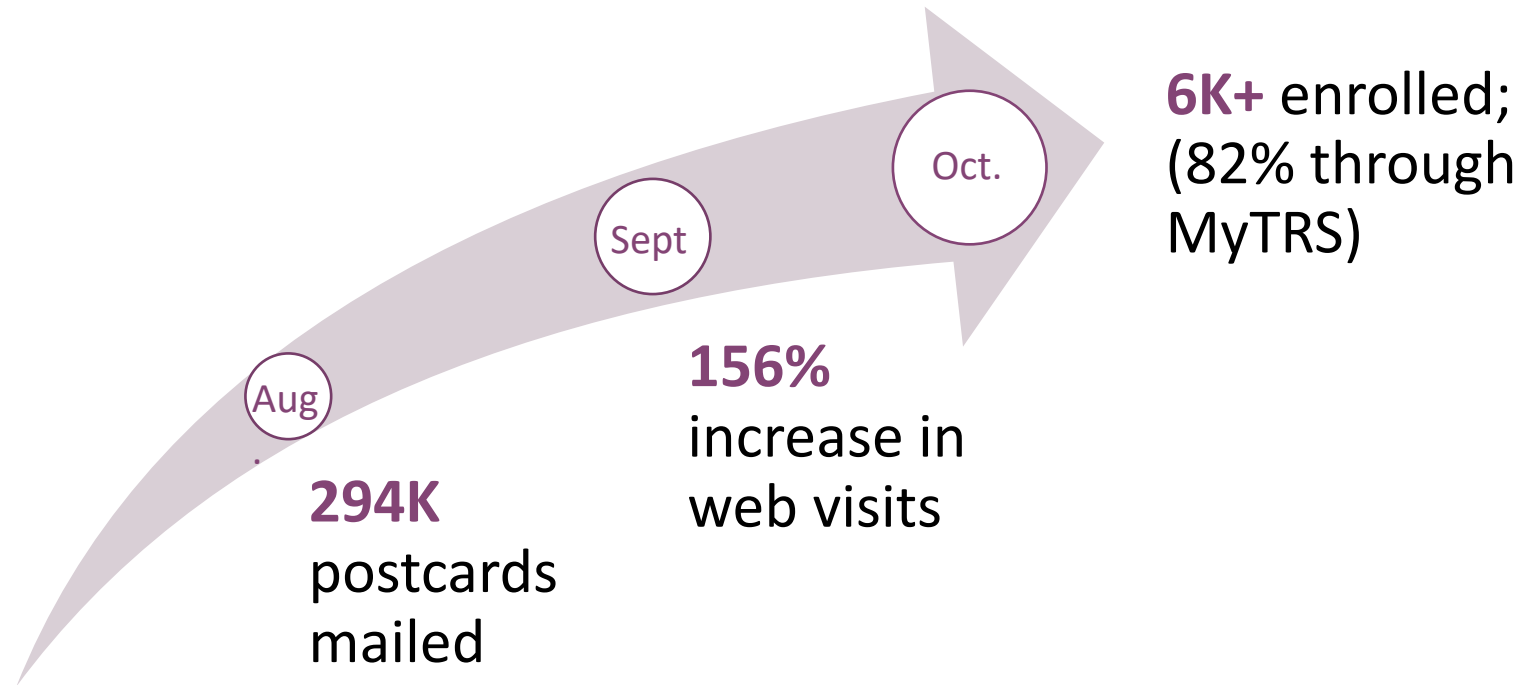 Aug
.
294K
postcards
mailed
Sept
156%
increase in
web visits
Oct.
6K+ enrolled;
(82% through
MyTRS)